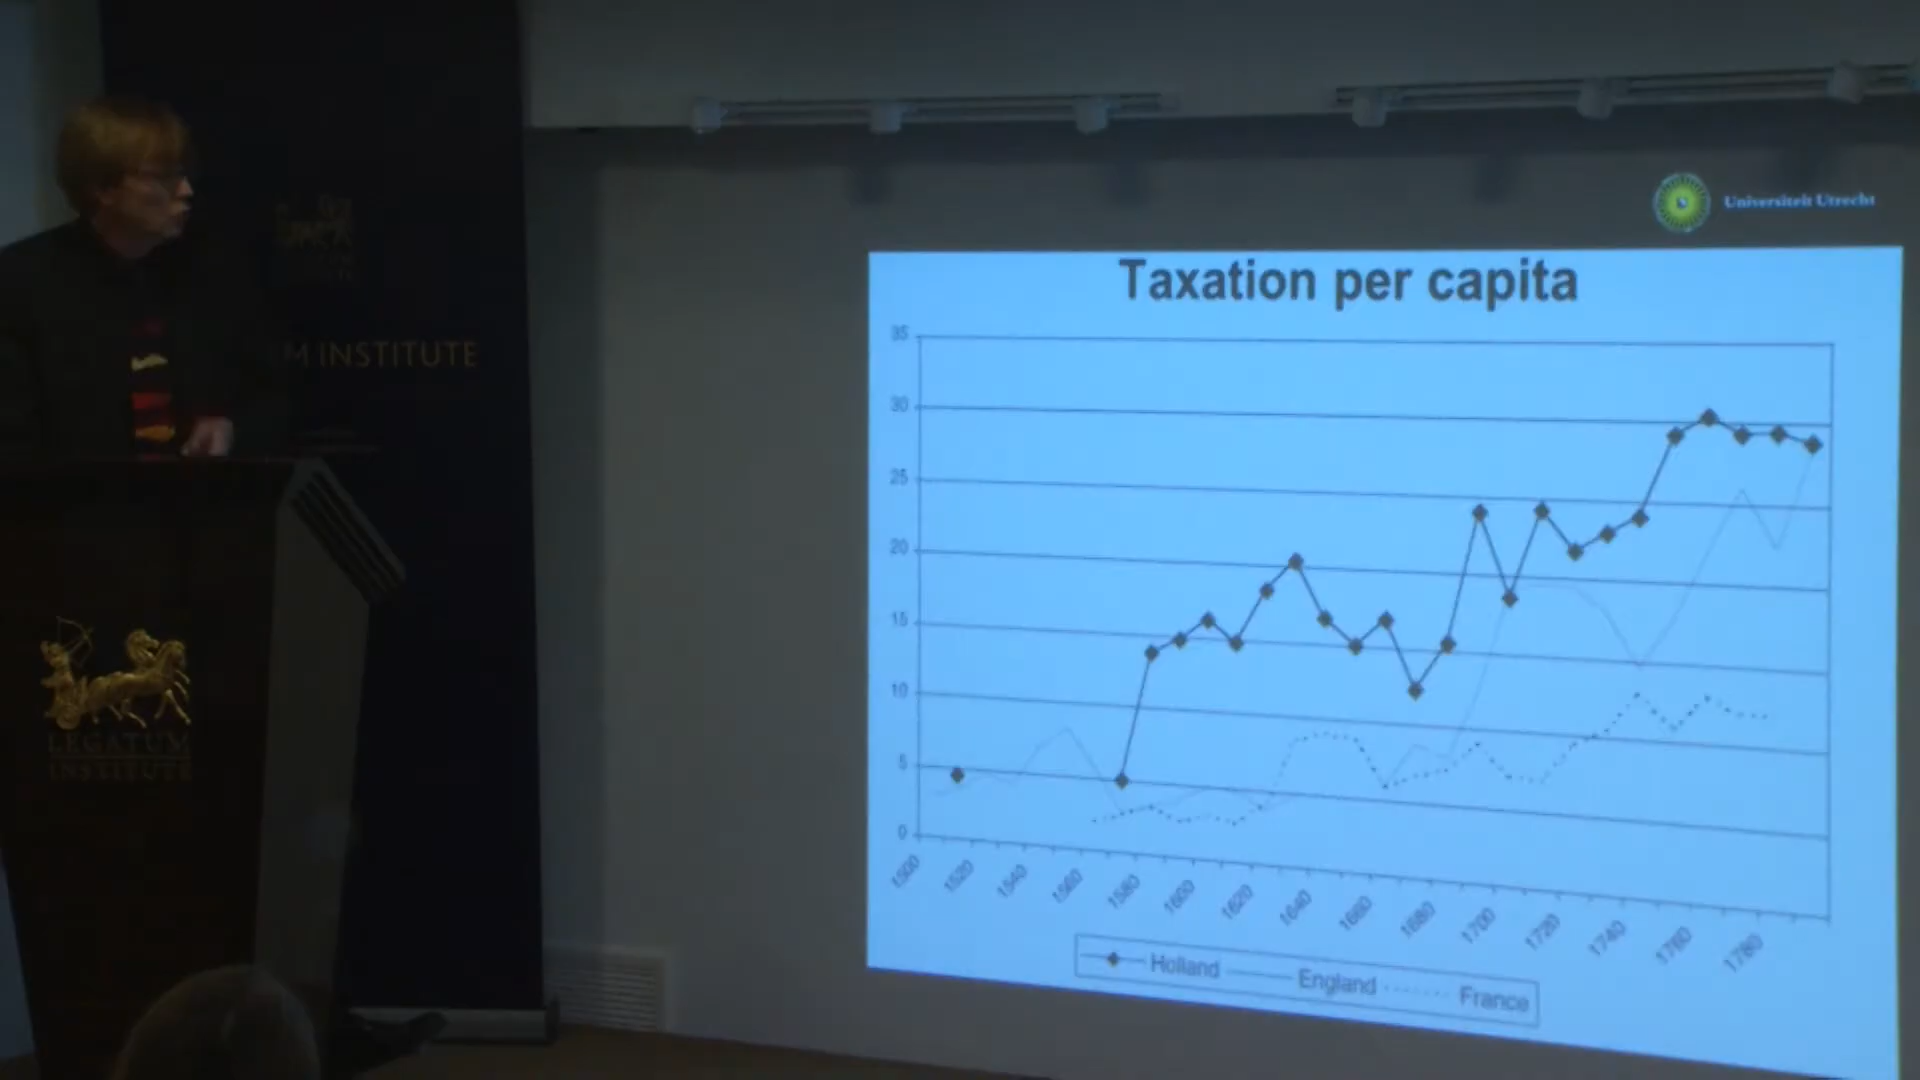 Universiteit Utrecht
Taxation per capita
35
30
25
20
15
10
5
0
1500 1520 1540 1560 1580 1600 1620 1640 1660 1680 1700 1720 1740 1760 1780
Holland England France
M INSTITUTE
LEGATUM
INSTITUTE